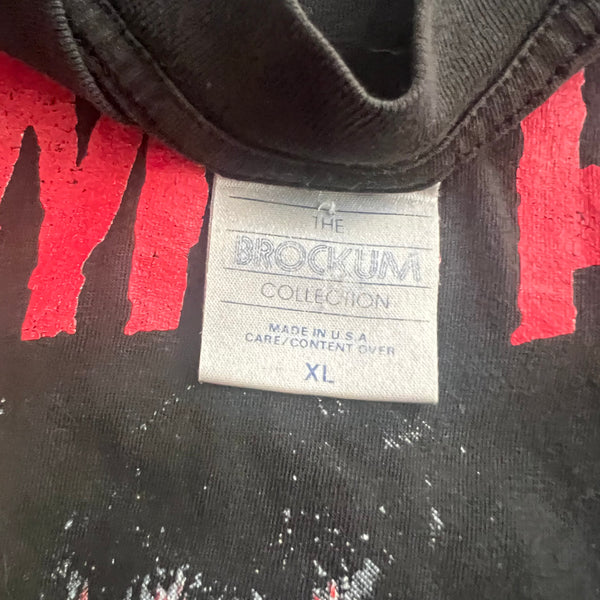 THE
BROCKUM
COLLECTION
MADE IN U.S.A
CARE/CONTENT OVER
XL